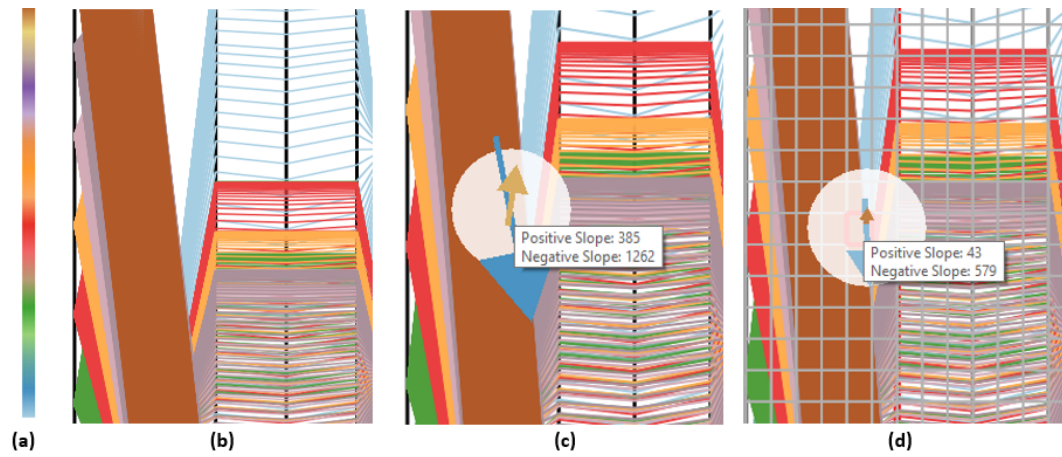 Positive Slope: 385
Negative Slope: 1262
Positive Slope: 43
Negative Slope: 579
(a)
(b)
(c)
(d)